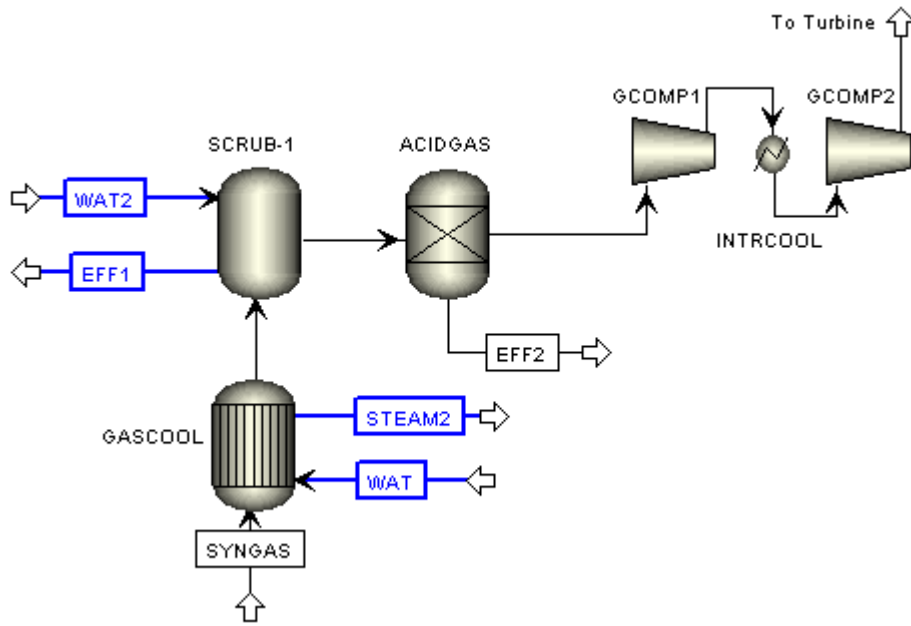 To Turbine
GCOMP1
GCOMP2
SCRUB-1
ACIDGAS
WAT2
INTRCOOL
EFF1
EFF2
GASCOOL
STEAM2
WAT
SYNGAS